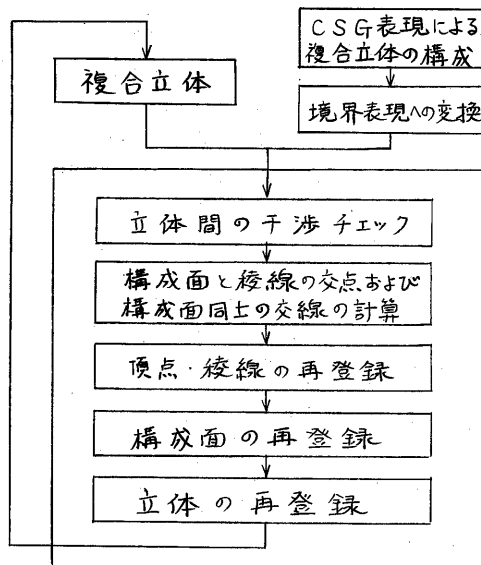 CSG表現による
複合立体の構成
複合立体
境界表現への変換
立体間の干渉チェック
構成面と稜線の交点および
構成面同士の交線の計算
頂点・稜線の再登録
構成面の再登録
立体の再登録